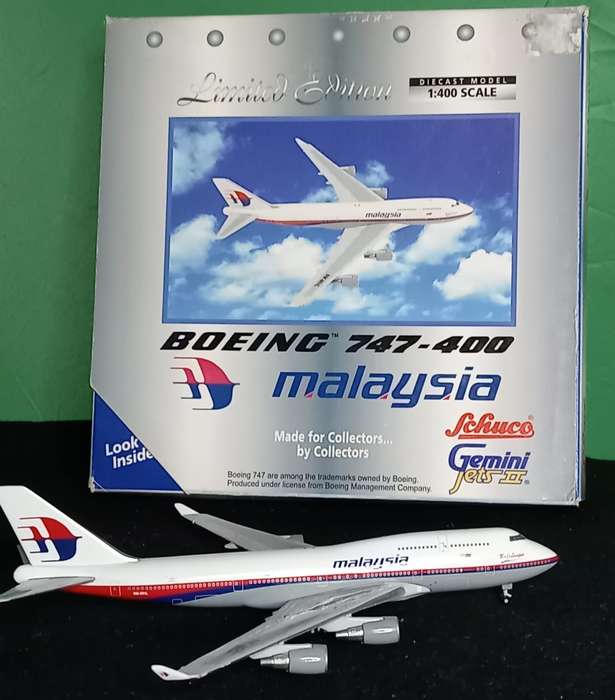 Limited Edition
DIECAST MODEL
1:400 SCALE
malaysia
BOEING™ 747-400
malaysia
Look
Inside
Made for Collectors...
by Collectors
Schuco®
Gemini
Jets II®
Boeing 747 are among the trademarks owned by Boeing.
Produced under license from Boeing Management Company.
malaysia